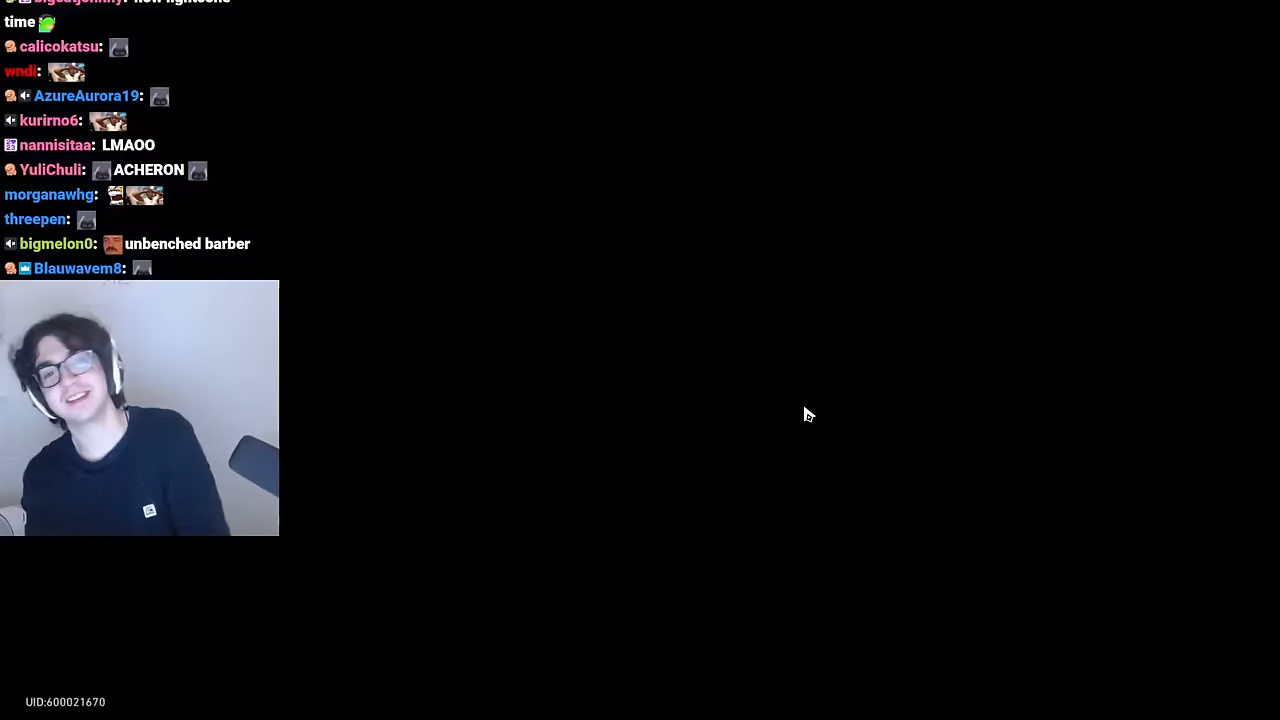 time
calicokatsu:
wndi:
AzureAurora19:
kurirno6:
nannisitaa: LMAOO
YuliChuli: ACHERON
morganawhg:
threepen:
bigmelon0: unbenched barber
Blauwavem8:
UID:600021670